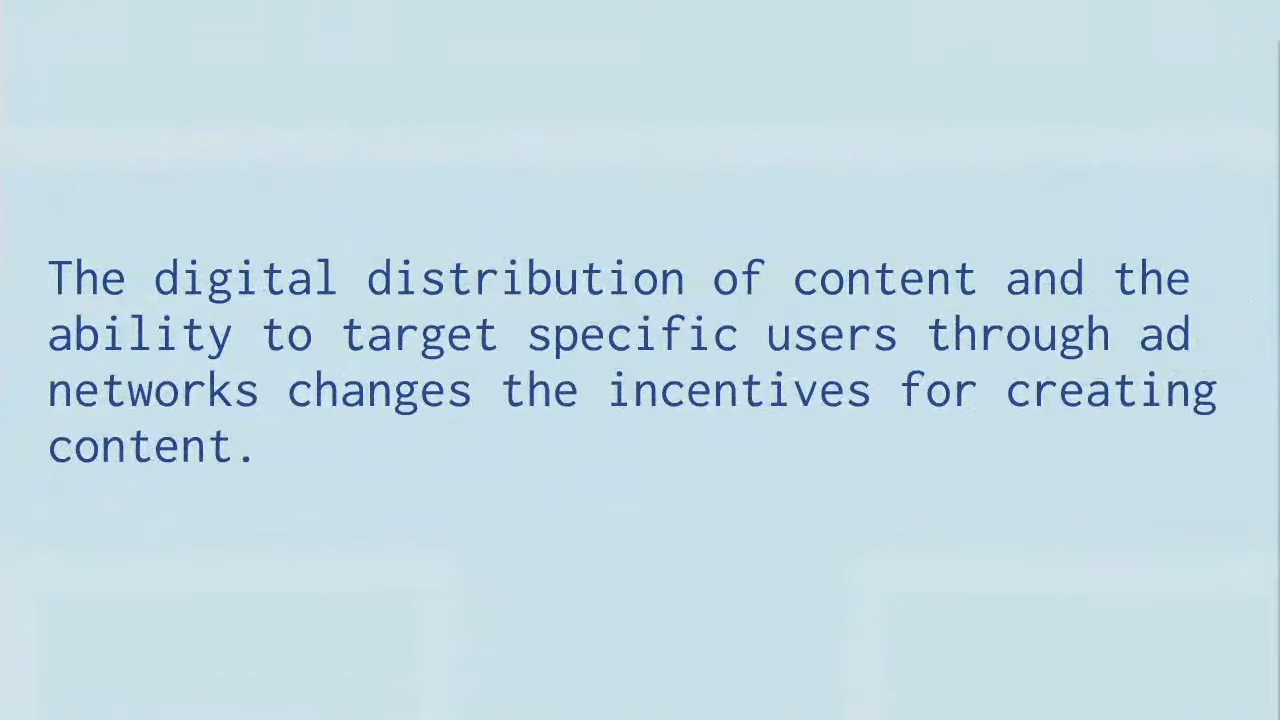 The digital distribution of content and the
ability to target specific users through ad
networks changes the incentives for creating
content.